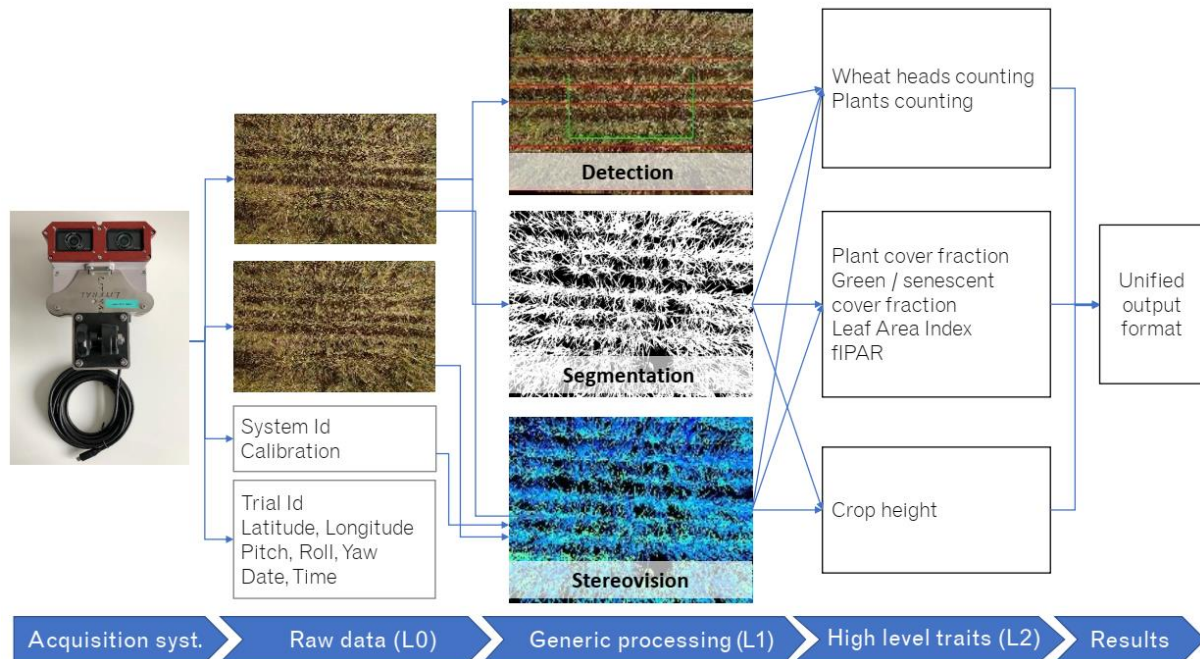 LITERAL
System Id
Calibration
Trial Id
Latitude, Longitude
Pitch, Roll, Yaw
Date, Time
Detection
Segmentation
Stereovision
Wheat heads counting
Plants counting
Plant cover fraction
Green / senescent
cover fraction
Leaf Area Index
fIPAR
Crop height
Unified
output
format
Acquisition syst.
Raw data (L0)
Generic processing (L1)
High level traits (L2)
Results